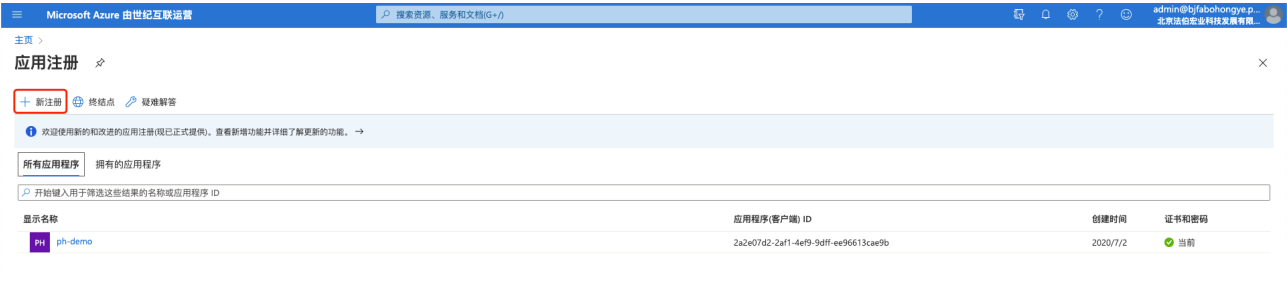 Microsoft Azure 由世纪互联运营
搜索资源、服务和文档(G+/)
admin@bjfabohongye.p...
北京法伯宏业科技发展有限...
主页 >
应用注册
+ 新注册 终结点 疑难解答
欢迎使用新的和改进的应用注册(现已正式提供)。查看新增功能并详细了解更新的功能。 →
所有应用程序 拥有的应用程序
开始键入用于筛选这些结果的名称或应用程序 ID
显示名称 应用程序(客户端) ID 创建时间 证书和密码
PH ph-demo 2a2e07d2-2af1-4ef9-9dff-ee96613cae9b 2020/7/2 当前